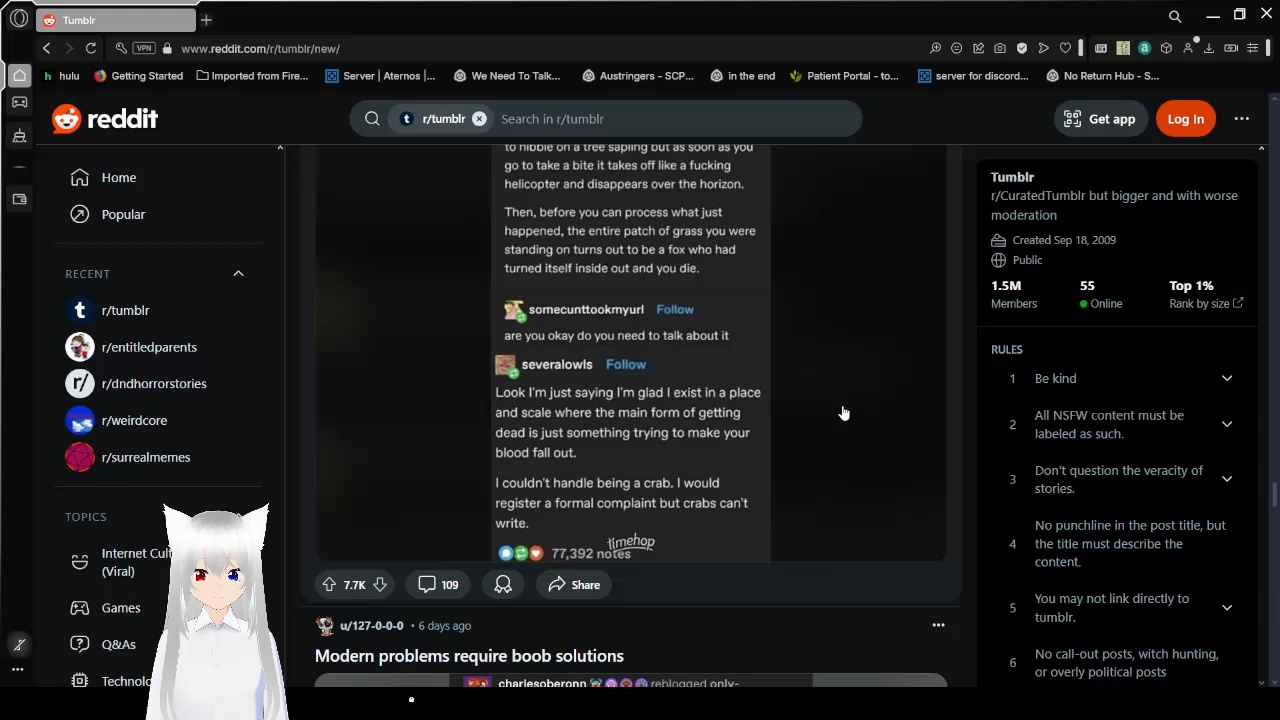 Tumblr
VPN
www.reddit.com/r/tumblr/new/
hulu
Getting Started
Imported from Fire...
Server | Aternos |...
We Need To Talk...
Austringers - SCP...
in the end
Patient Portal - to...
server for discord...
No Return Hub - S...
reddit
r/tumblr
Search in r/tumblr
Get app
Log In
Home
Popular
RECENT
r/tumblr
r/entitledparents
r/dndhorrorstories
r/weirdcore
r/surrealmemes
TOPICS
Internet Cul
(Viral)
Games
Q&As
Technolo
to nibble on a tree sapling but as soon as you
go to take a bite it takes off like a fucking
helicopter and disappears over the horizon.
Then, before you can process what just
happened, the entire patch of grass you were
standing on turns out to be a fox who had
turned itself inside out and you die.
somecunttookmyurl Follow
are you okay do you need to talk about it
severalowls Follow
Look I'm just saying I'm glad I exist in a place
and scale where the main form of getting
dead is just something trying to make your
blood fall out.
I couldn't handle being a crab. I would
register a formal complaint but crabs can't
write.
timehop
77,392 notes
7.7K
109
Share
u/127-0-0-0 • 6 days ago
Modern problems require boob solutions
charlesoberonn reblogged only-
Tumblr
r/CuratedTumblr but bigger and with worse
moderation
Created Sep 18, 2009
Public
1.5M 55 Top 1%
Members Online Rank by size
RULES
1 Be kind
2 All NSFW content must be
labeled as such.
3 Don't question the veracity of
stories.
4 No punchline in the post title, but
the title must describe the
content.
5 You may not link directly to
tumblr.
6 No call-out posts, witch hunting,
or overly political posts